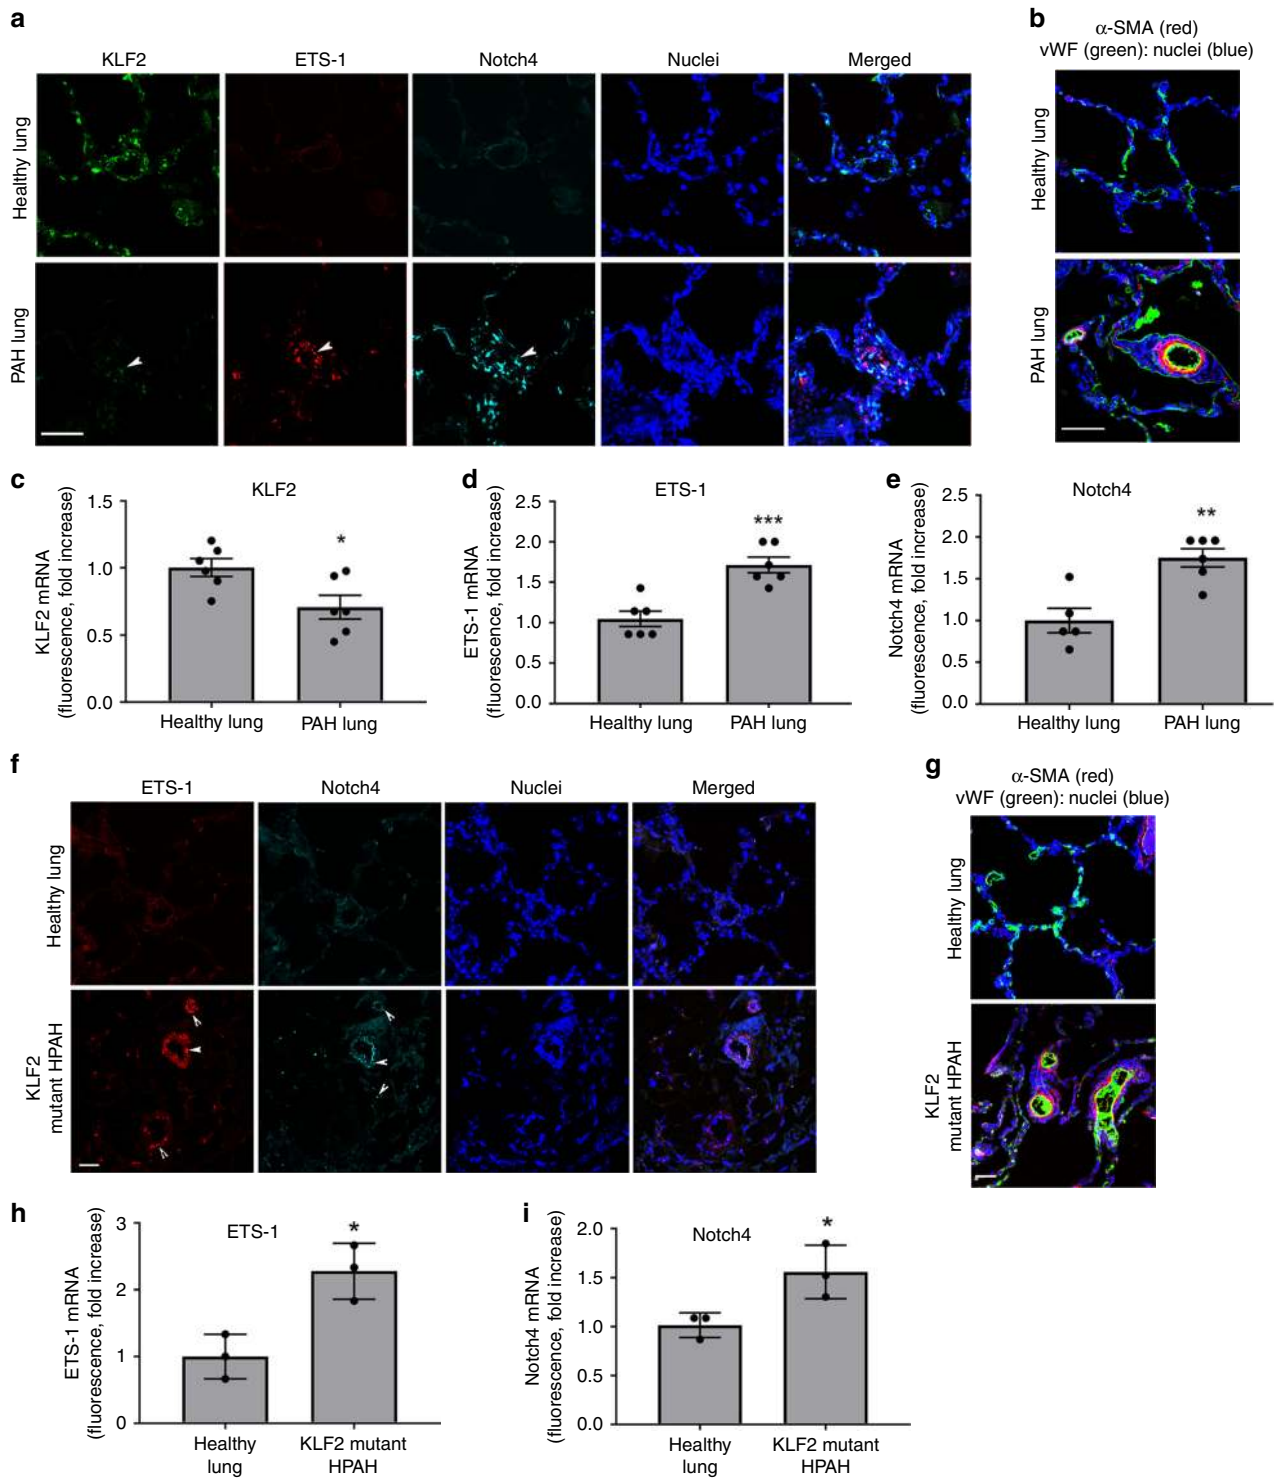 a
KLF2
ETS-1
Notch4
Nuclei
Merged
Healthy lung
PAH lung
b
α-SMA (red)
vWF (green): nuclei (blue)
Healthy lung
PAH lung
c
KLF2
KLF2 mRNA
(fluorescence, fold increase)
1.5
1.0
0.5
0.0
*
Healthy lung
PAH lung
d
ETS-1
ETS-1 mRNA
(fluorescence, fold increase)
2.5
2.0
1.5
1.0
0.5
0.0
***
Healthy lung
PAH lung
e
Notch4
Notch4 mRNA
(fluorescence, fold increase)
2.5
2.0
1.5
1.0
0.5
0.0
**
Healthy lung
PAH lung
f
ETS-1
Notch4
Nuclei
Merged
Healthy lung
KLF2
mutant HPAH
g
α-SMA (red)
vWF (green): nuclei (blue)
Healthy lung
KLF2
mutant HPAH
h
ETS-1
ETS-1 mRNA
(fluorescence, fold increase)
3
2
1
0
*
Healthy
lung
KLF2 mutant
HPAH
i
Notch4
Notch4 mRNA
(fluorescence, fold increase)
2.0
1.5
1.0
0.5
0.0
*
Healthy
lung
KLF2 mutant
HPAH